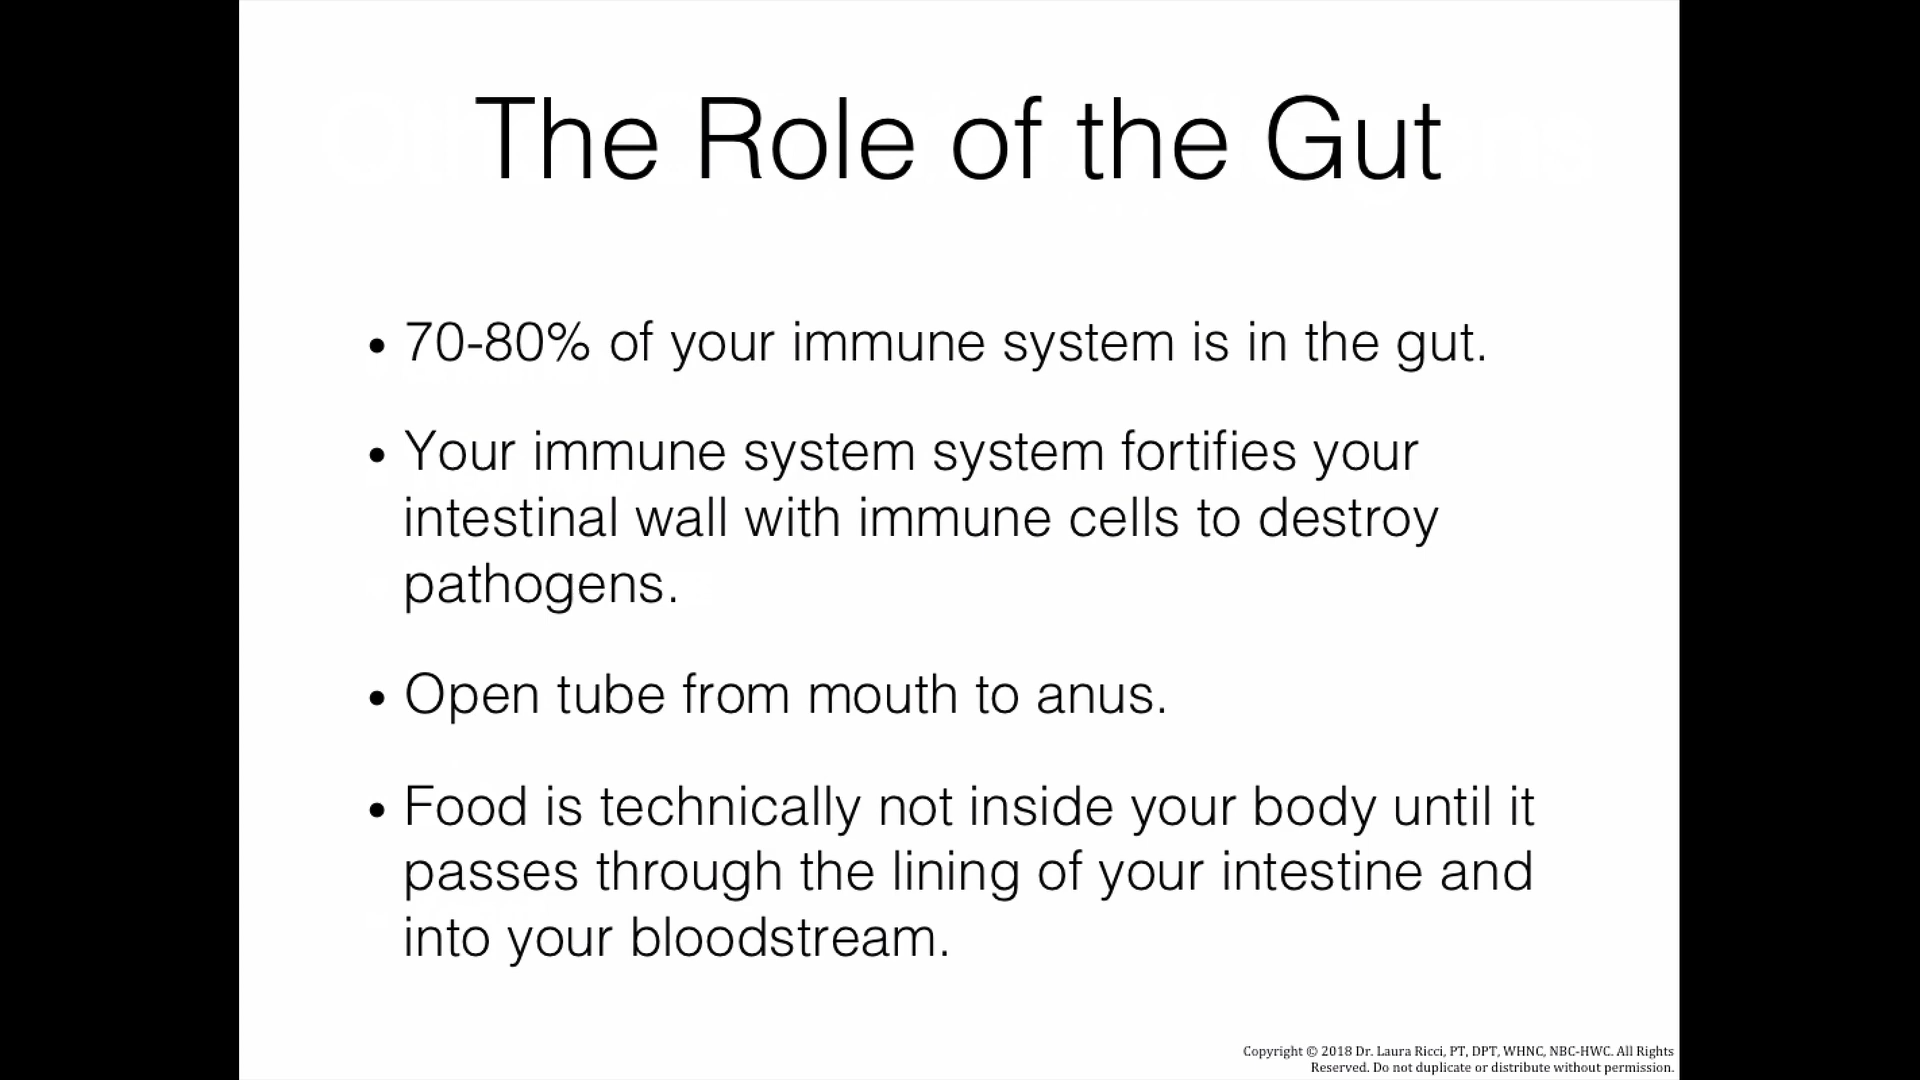 The Role of the Gut
• 70-80% of your immune system is in the gut.
• Your immune system system fortifies your
intestinal wall with immune cells to destroy
pathogens.
• Open tube from mouth to anus.
• Food is technically not inside your body until it
passes through the lining of your intestine and
into your bloodstream.
Copyright © 2018 Dr. Laura Ricci, PT, DPT, WHNC, NBC-HWC. All Rights
Reserved. Do not duplicate or distribute without permission.